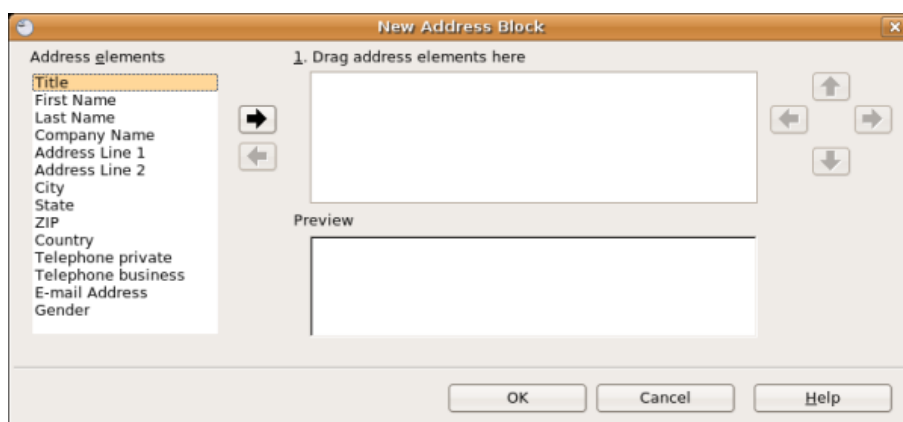 New Address Block
Address elements
Title
First Name
Last Name
Company Name
Address Line 1
Address Line 2
City
State
ZIP
Country
Telephone private
Telephone business
E-mail Address
Gender
1. Drag address elements here
Preview
OK
Cancel
Help